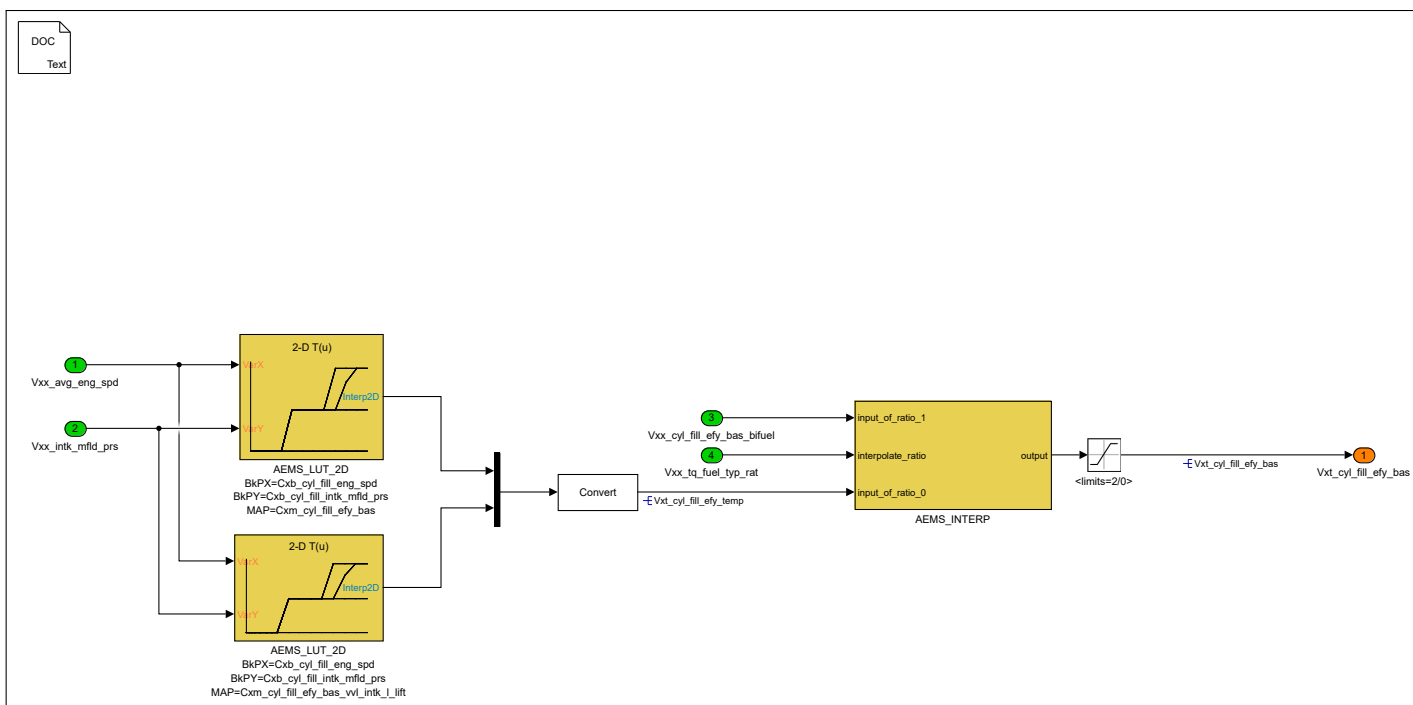 DOC
Text
1
Vxx_avg_eng_spd
2
Vxx_intk_mfld_prs
2-D T(u)
VarX
VarY
Interp2D
AEMS_LUT_2D
BkPX=Cxb_cyl_fill_eng_spd
BkPY=Cxb_cyl_fill_intk_mfld_prs
MAP=Cxm_cyl_fill_efy_bas
2-D T(u)
VarX
VarY
Interp2D
AEMS_LUT_2D
BkPX=Cxb_cyl_fill_eng_spd
BkPY=Cxb_cyl_fill_intk_mfld_prs
MAP=Cxm_cyl_fill_efy_bas_vvl_intk_l_lift
Convert
Vxt_cyl_fill_efy_temp
3
Vxx_cyl_fill_efy_bas_bifuel
4
Vxx_tq_fuel_typ_rat
input_of_ratio_1
interpolate_ratio
input_of_ratio_0
output
AEMS_INTERP
<limits=2/0>
Vxt_cyl_fill_efy_bas
1
Vxt_cyl_fill_efy_bas